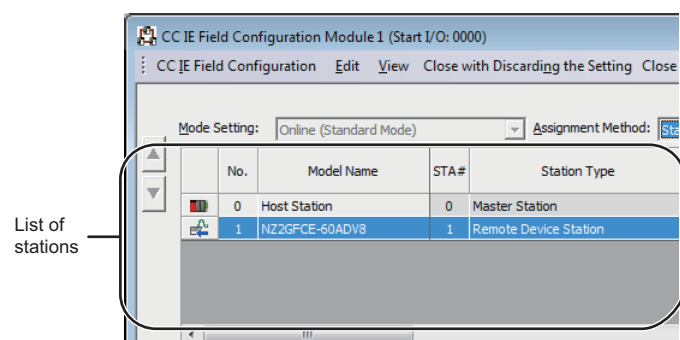 CC IE Field Configuration Module 1 (Start I/O: 0000)
CC IE Field Configuration Edit View Close with Discarding the Setting Close
Mode Setting: Online (Standard Mode) Assignment Method: Sta
No. Model Name STA# Station Type
0 Host Station 0 Master Station
1 NZ2GFCE-60ADV8 1 Remote Device Station
List of
stations